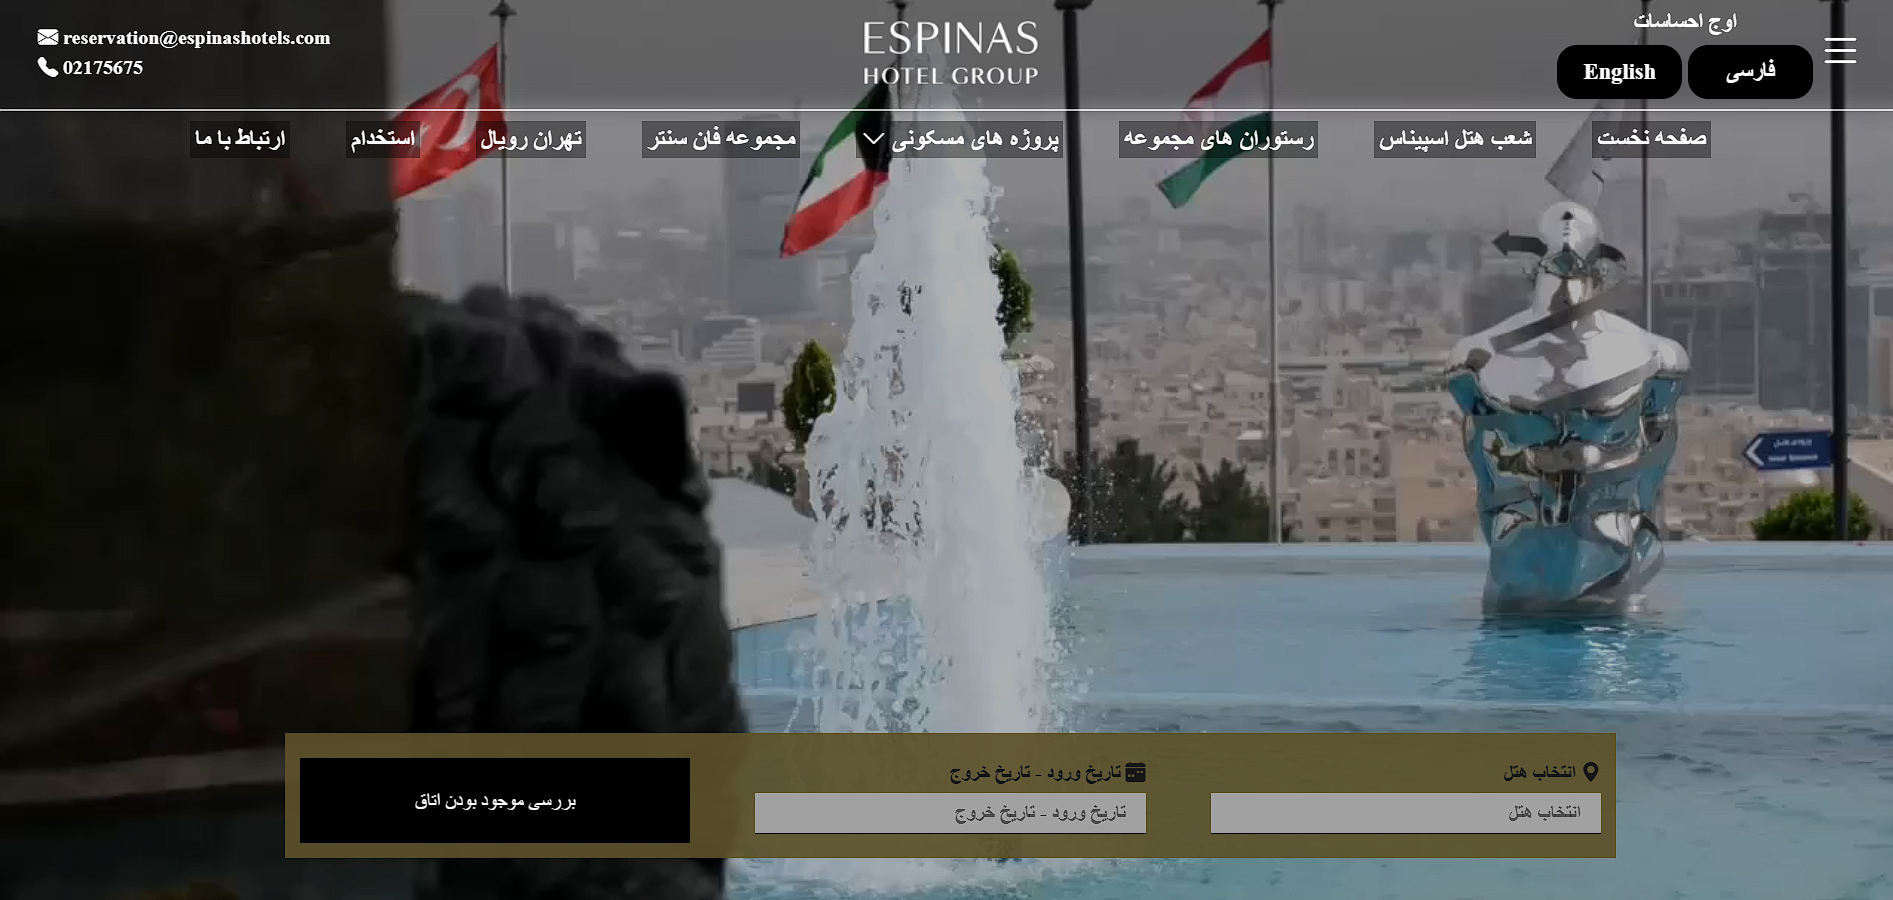 reservation@espinashotels.com
02175675
ESPINAS
HOTEL GROUP
اوج احساسات
فارسی
English
صفحه نخست
شعب هتل اسپیناس
رستوران های مجموعه
پروژه های مسکونی
مجموعه فان سنتر
تهران رویال
استخدام
ارتباط با ما
انتخاب هتل
انتخاب هتل
تاریخ ورود - تاریخ خروج
تاریخ ورود - تاریخ خروج
بررسی موجود بودن اتاق